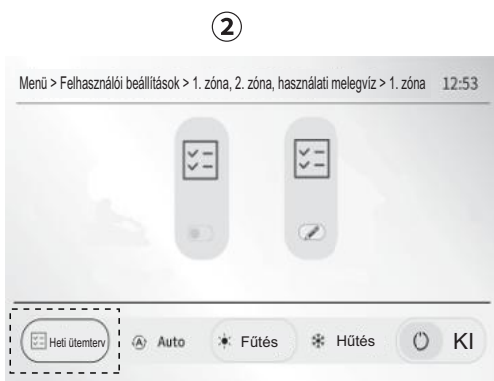 ②
Menü > Felhasználói beállítások > 1. zóna, 2. zóna, használati melegvíz > 1. zóna 12:53
Heti ütemterv Auto Fűtés Hűtés KI